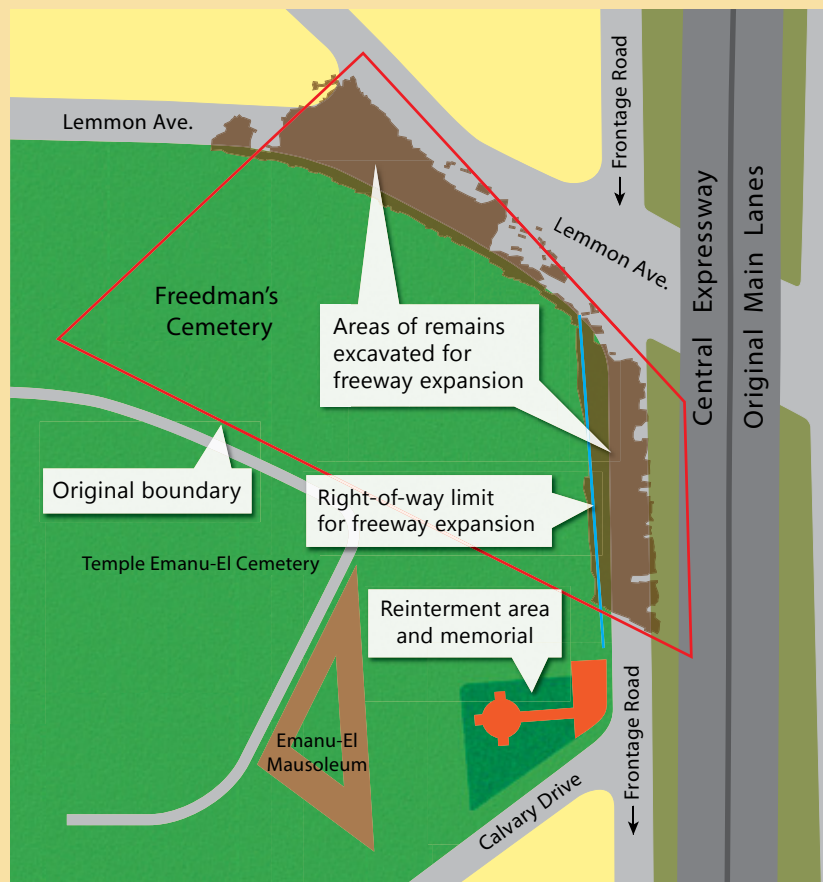 Lemmon Ave.
Frontage Road
Lemmon Ave.
Central Expressway
Original Main Lanes
Freedman’s
Cemetery
Areas of remains
excavated for
freeway expansion
Original boundary
Right-of-way limit
for freeway expansion
Temple Emanu-El Cemetery
Reinterment area
and memorial
Emanu-El
Mausoleum
Calvary Drive
Frontage Road